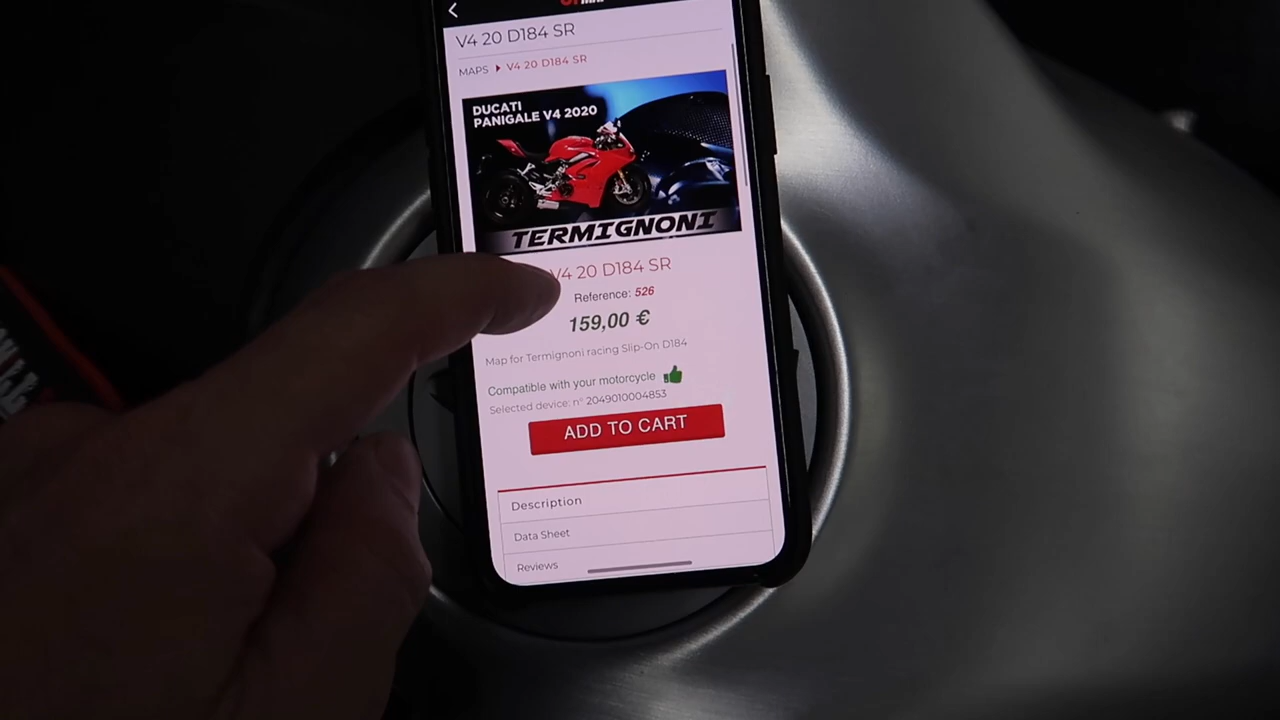 V4 20 D184 SR
MAPS V4 20 D184 SR
DUCATI
PANIGALE V4 2020
TERMIGNONI
V4 20 D184 SR
Reference: 526
159,00 €
Map for Termignoni racing Slip-On D184
Compatible with your motorcycle
Selected device: n° 2049010004853
ADD TO CART
Description
Data Sheet
Reviews